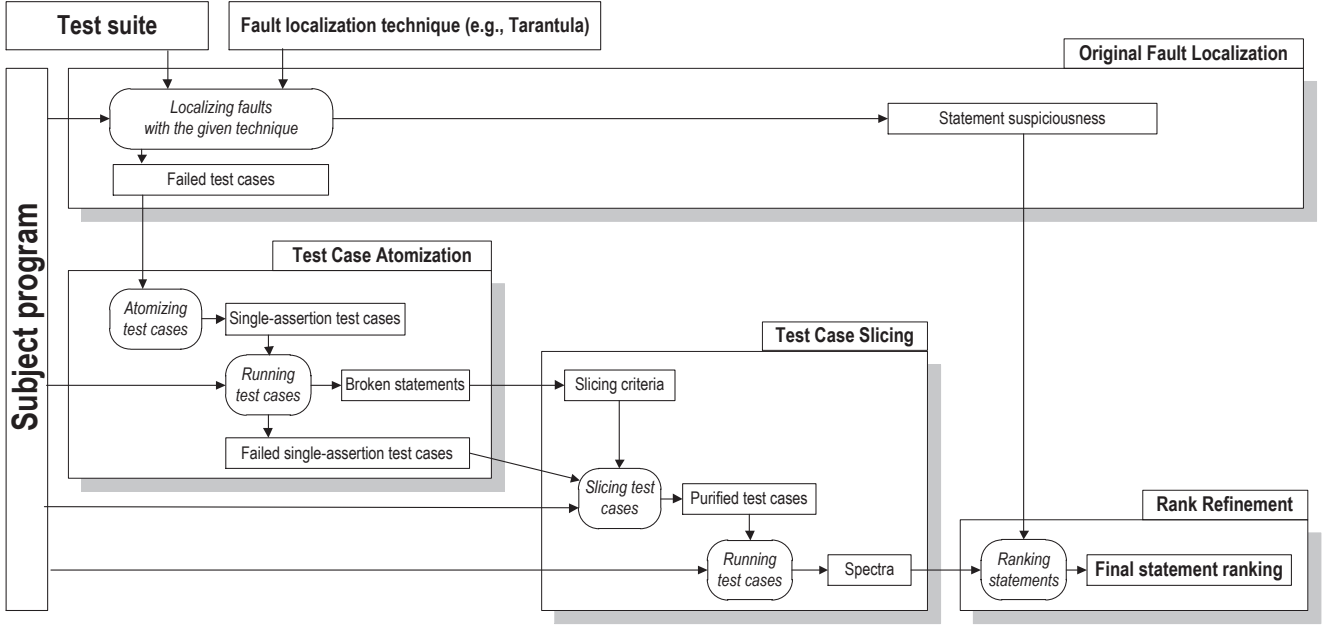 Test suite
Fault localization technique (e.g., Tarantula)
Original Fault Localization
Localizing faults
with the given technique
Statement suspiciousness
Failed test cases
Subject program
Test Case Atomization
Atomizing
test cases
Single-assertion test cases
Running
test cases
Broken statements
Failed single-assertion test cases
Test Case Slicing
Slicing criteria
Slicing test
cases
Purified test cases
Running
test cases
Spectra
Rank Refinement
Ranking
statements
Final statement ranking